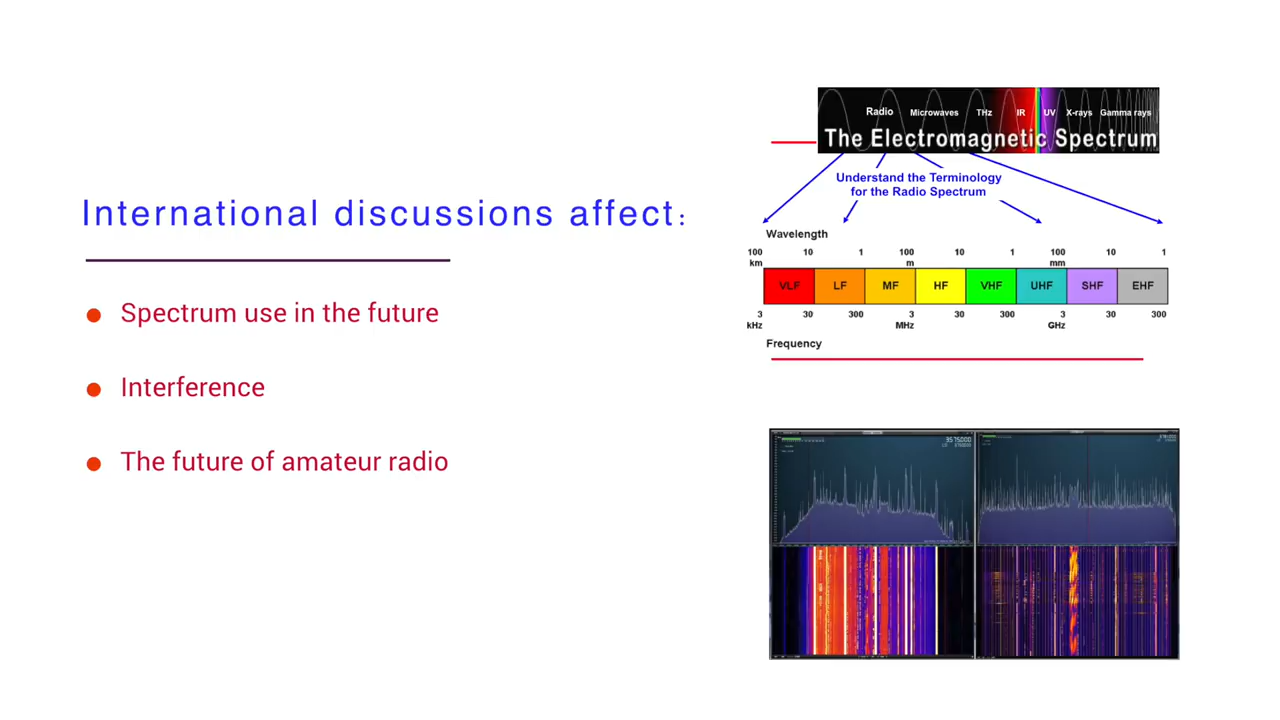 International discussions affect:
Spectrum use in the future
Interference
The future of amateur radio
Radio Microwaves THz IR UV X-rays Gamma rays
The Electromagnetic Spectrum
Understand the Terminology
for the Radio Spectrum
Wavelength
100 10 1 100 10 1 100 10 1
km m mm
VLF LF MF HF VHF UHF SHF EHF
3 30 300 3 30 300 3 30 300
kHz MHz GHz
Frequency
3575000